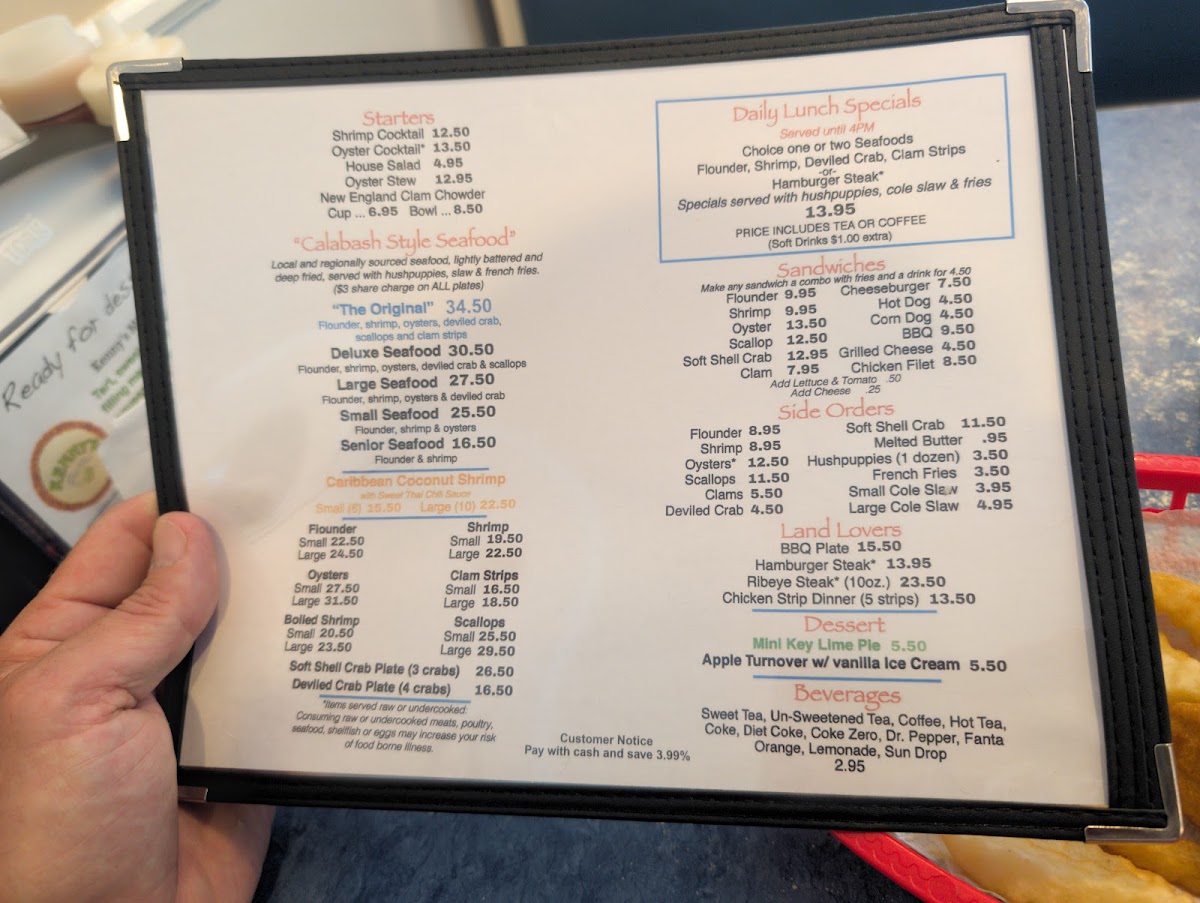 Starters
Shrimp Cocktail 12.50
Oyster Cocktail* 13.50
House Salad 4.95
Oyster Stew 12.95
New England Clam Chowder
Cup ... 6.95 Bowl ... 8.50
"Calabash Style Seafood"
Local and regionally sourced seafood, lightly battered and
deep fried, served with hushpuppies, slaw & french fries.
($3 share charge on ALL plates)
"The Original" 34.50
Flounder, shrimp, oysters, deviled crab,
scallops and clam strips
Deluxe Seafood 30.50
Flounder, shrimp, oysters, deviled crab & scallops
Large Seafood 27.50
Flounder, shrimp, oysters & deviled crab
Small Seafood 25.50
Flounder, shrimp & oysters
Senior Seafood 16.50
Flounder & shrimp
Caribbean Coconut Shrimp
with Sweet Thai Chili Sauce
Small (6) 15.50 Large (10) 22.50
Flounder
Small 22.50
Large 24.50
Shrimp
Small 19.50
Large 22.50
Oysters
Small 27.50
Large 31.50
Clam Strips
Small 16.50
Large 18.50
Boiled Shrimp
Small 20.50
Large 23.50
Scallops
Small 25.50
Large 29.50
Soft Shell Crab Plate (3 crabs) 26.50
Deviled Crab Plate (4 crabs) 16.50
*Items served raw or undercooked.
Consuming raw or undercooked meats, poultry,
seafood, shellfish or eggs may increase your risk
of food borne illness.
Customer Notice
Pay with cash and save 3.99%
Daily Lunch Specials
Served until 4PM
Choice one or two Seafoods
Flounder, Shrimp, Deviled Crab, Clam Strips
-or-
Hamburger Steak*
Specials served with hushpuppies, cole slaw & fries
13.95
PRICE INCLUDES TEA OR COFFEE
(Soft Drinks $1.00 extra)
Sandwiches
Make any sandwich a combo with fries and a drink for 4.50
Flounder 9.95
Shrimp 9.95
Oyster 13.50
Scallop 12.50
Soft Shell Crab 12.95
Clam 7.95
Cheeseburger 7.50
Hot Dog 4.50
Corn Dog 4.50
BBQ 9.50
Grilled Cheese 4.50
Chicken Filet 8.50
Add Lettuce & Tomato .50
Add Cheese .25
Side Orders
Flounder 8.95
Shrimp 8.95
Oysters* 12.50
Scallops 11.50
Clams 5.50
Deviled Crab 4.50
Soft Shell Crab 11.50
Melted Butter .95
Hushpuppies (1 dozen) 3.50
French Fries 3.50
Small Cole Slaw 3.95
Large Cole Slaw 4.95
Land Lovers
BBQ Plate 15.50
Hamburger Steak* 13.95
Ribeye Steak* (10oz.) 23.50
Chicken Strip Dinner (5 strips) 13.50
Dessert
Mini Key Lime Pie 5.50
Apple Turnover w/ vanilla Ice Cream 5.50
Beverages
Sweet Tea, Un-Sweetened Tea, Coffee, Hot Tea,
Coke, Diet Coke, Coke Zero, Dr. Pepper, Fanta
Orange, Lemonade, Sun Drop
2.95
Ready for